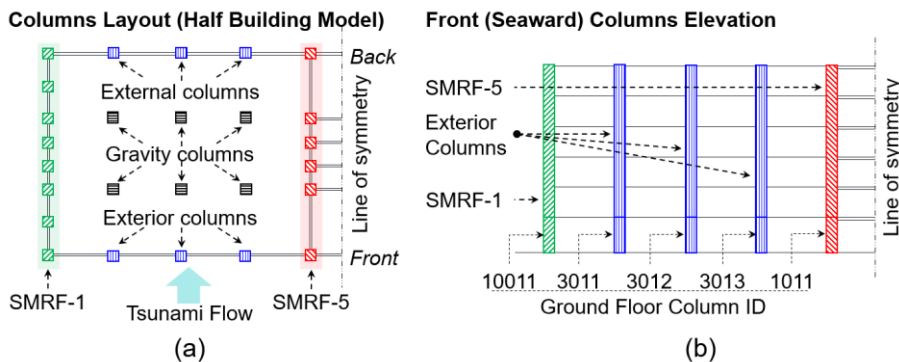 Columns Layout (Half Building Model)
Back
External columns
Gravity columns
Exterior columns
Line of symmetry
Front
SMRF-1
Tsunami Flow
SMRF-5
(a)
Front (Seaward) Columns Elevation
SMRF-5
Exterior
Columns
SMRF-1
Line of symmetry
10011 3011 3012 3013 1011
Ground Floor Column ID
(b)